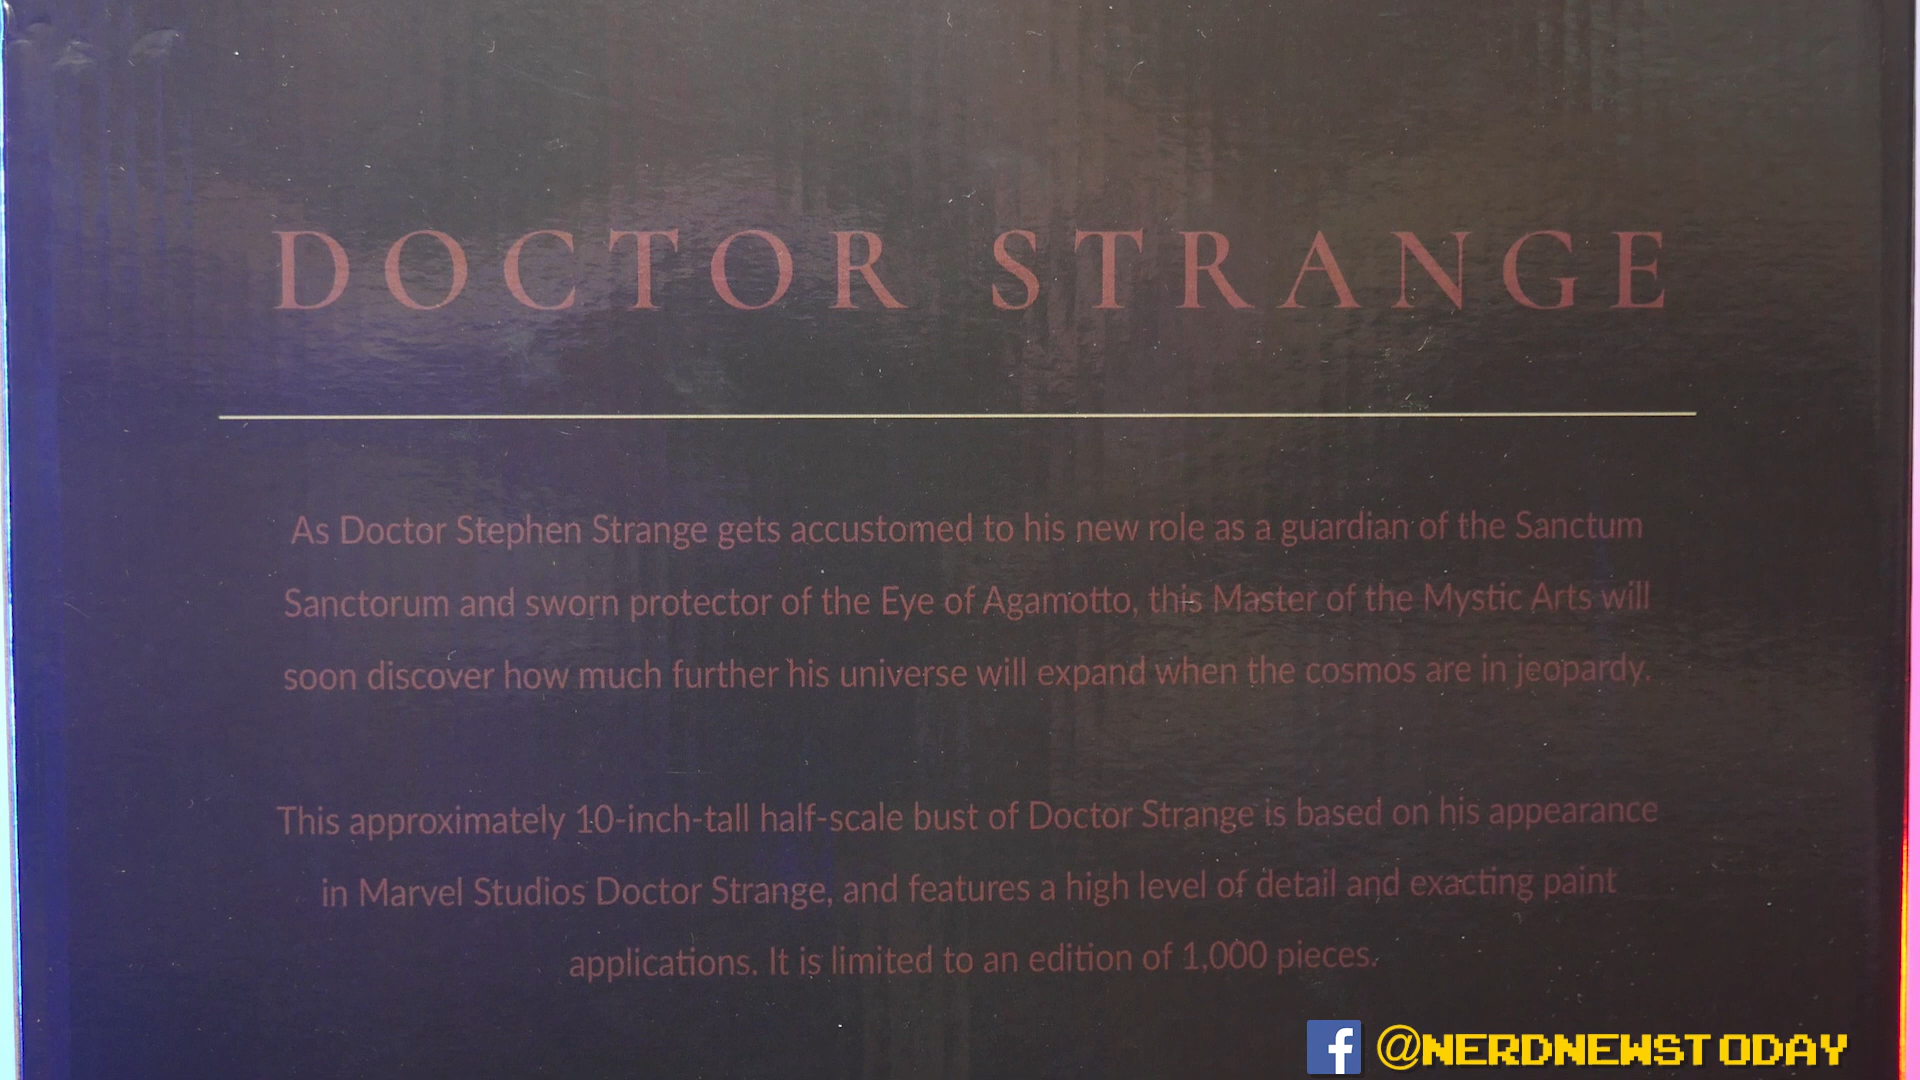 DOCTOR STRANGE
As Doctor Stephen Strange gets accustomed to his new role as a guardian of the Sanctum
Sanctorum and sworn protector of the Eye of Agamotto, this Master of the Mystic Arts will
soon discover how much further his universe will expand when the cosmos are in jeopardy.
This approximately 10-inch-tall half-scale bust of Doctor Strange is based on his appearance
in Marvel Studios Doctor Strange, and features a high level of detail and exacting paint
applications. It is limited to an edition of 1,000 pieces.
f @NERDNEWSTODAY